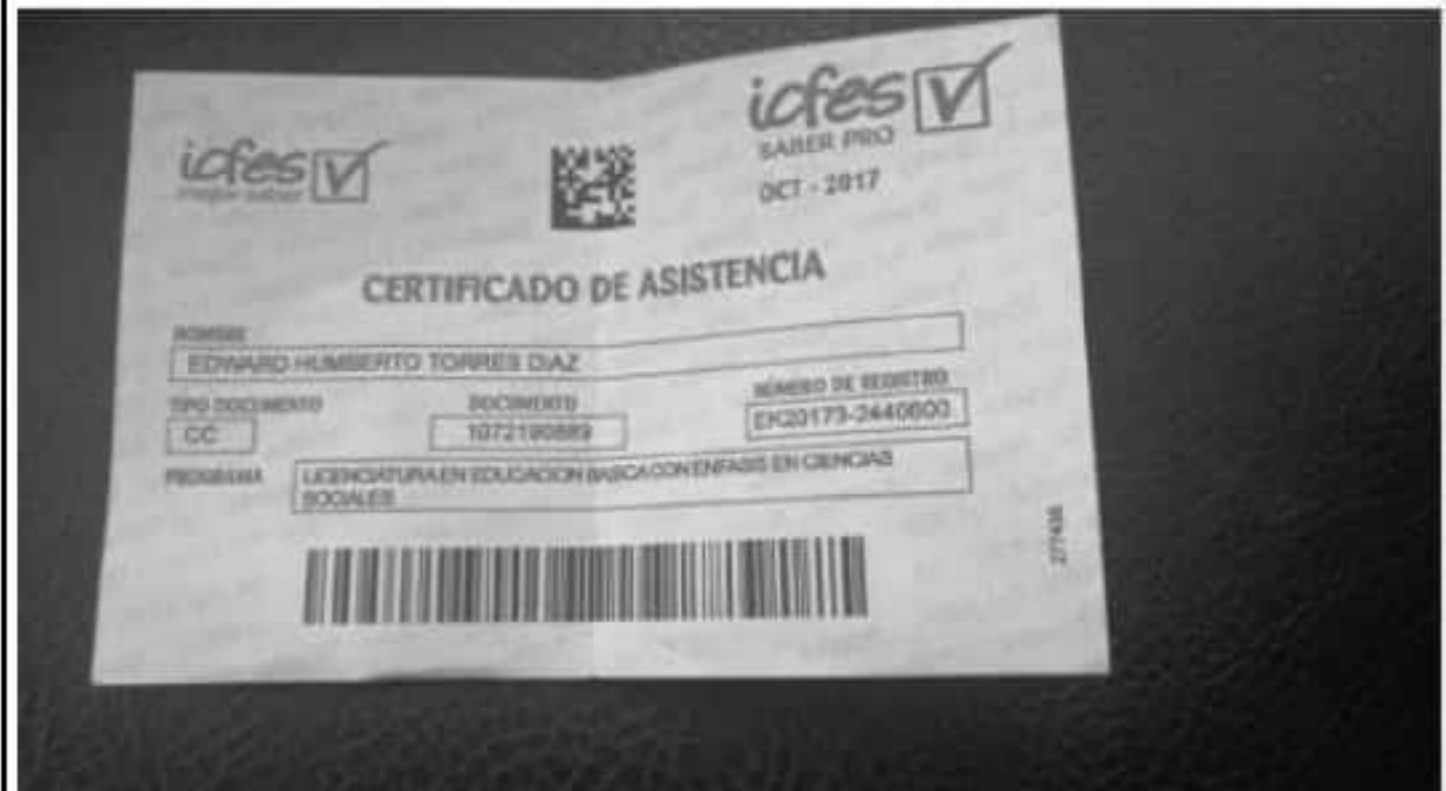 icfes
mejor saber
icfes
SABER PRO
OCT - 2017
CERTIFICADO DE ASISTENCIA
NOMBRE
EDWARD HUMBERTO TORRES DIAZ
TIPO DOCUMENTO DOCUMENTO NÚMERO DE REGISTRO
CC 1072190889 EK20173-2440600
PROGRAMA LICENCIATURA EN EDUCACION BASICA CON ENFASIS EN CIENCIAS
SOCIALES
277436